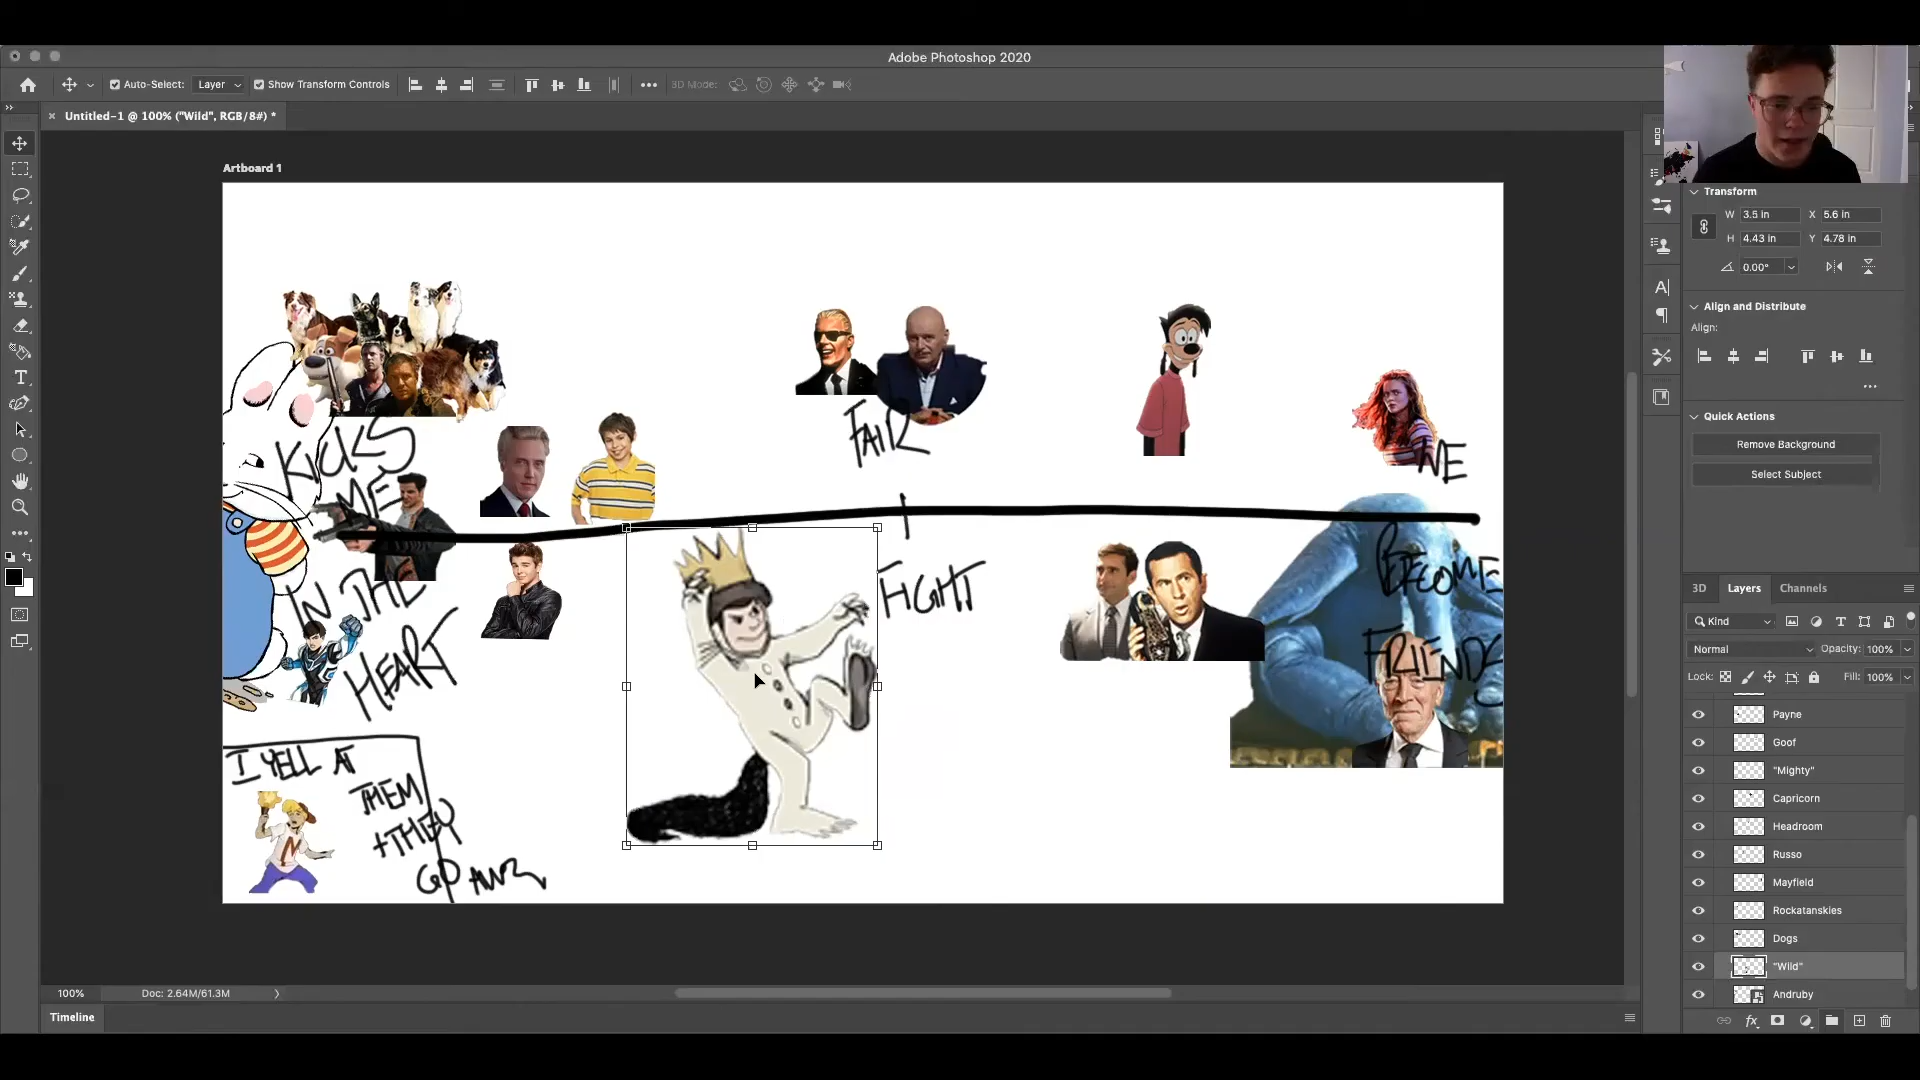 Adobe Photoshop 2020
Auto-Select: Layer Show Transform Controls 3D Mode:
Untitled-1 @ 100% ("Wild", RGB/8#) *
Artboard 1
KICKS
ME
IN THE
HEART
FAIR
FIGHT
WE
BECOME
FRIENDS
I YELL AT
THEM
+ THEY
GO AWAY
Transform
W 3.5 in X 5.6 in
H 4.43 in Y 4.78 in
0.00°
Align and Distribute
Align:
Quick Actions
Remove Background
Select Subject
3D Layers Channels
Kind
Normal Opacity: 100%
Lock: Fill: 100%
Payne
Goof
"Mighty"
Capricorn
Headroom
Russo
Mayfield
Rockatanskies
Dogs
"Wild"
Andruby
100% Doc: 2.64M/61.3M
Timeline